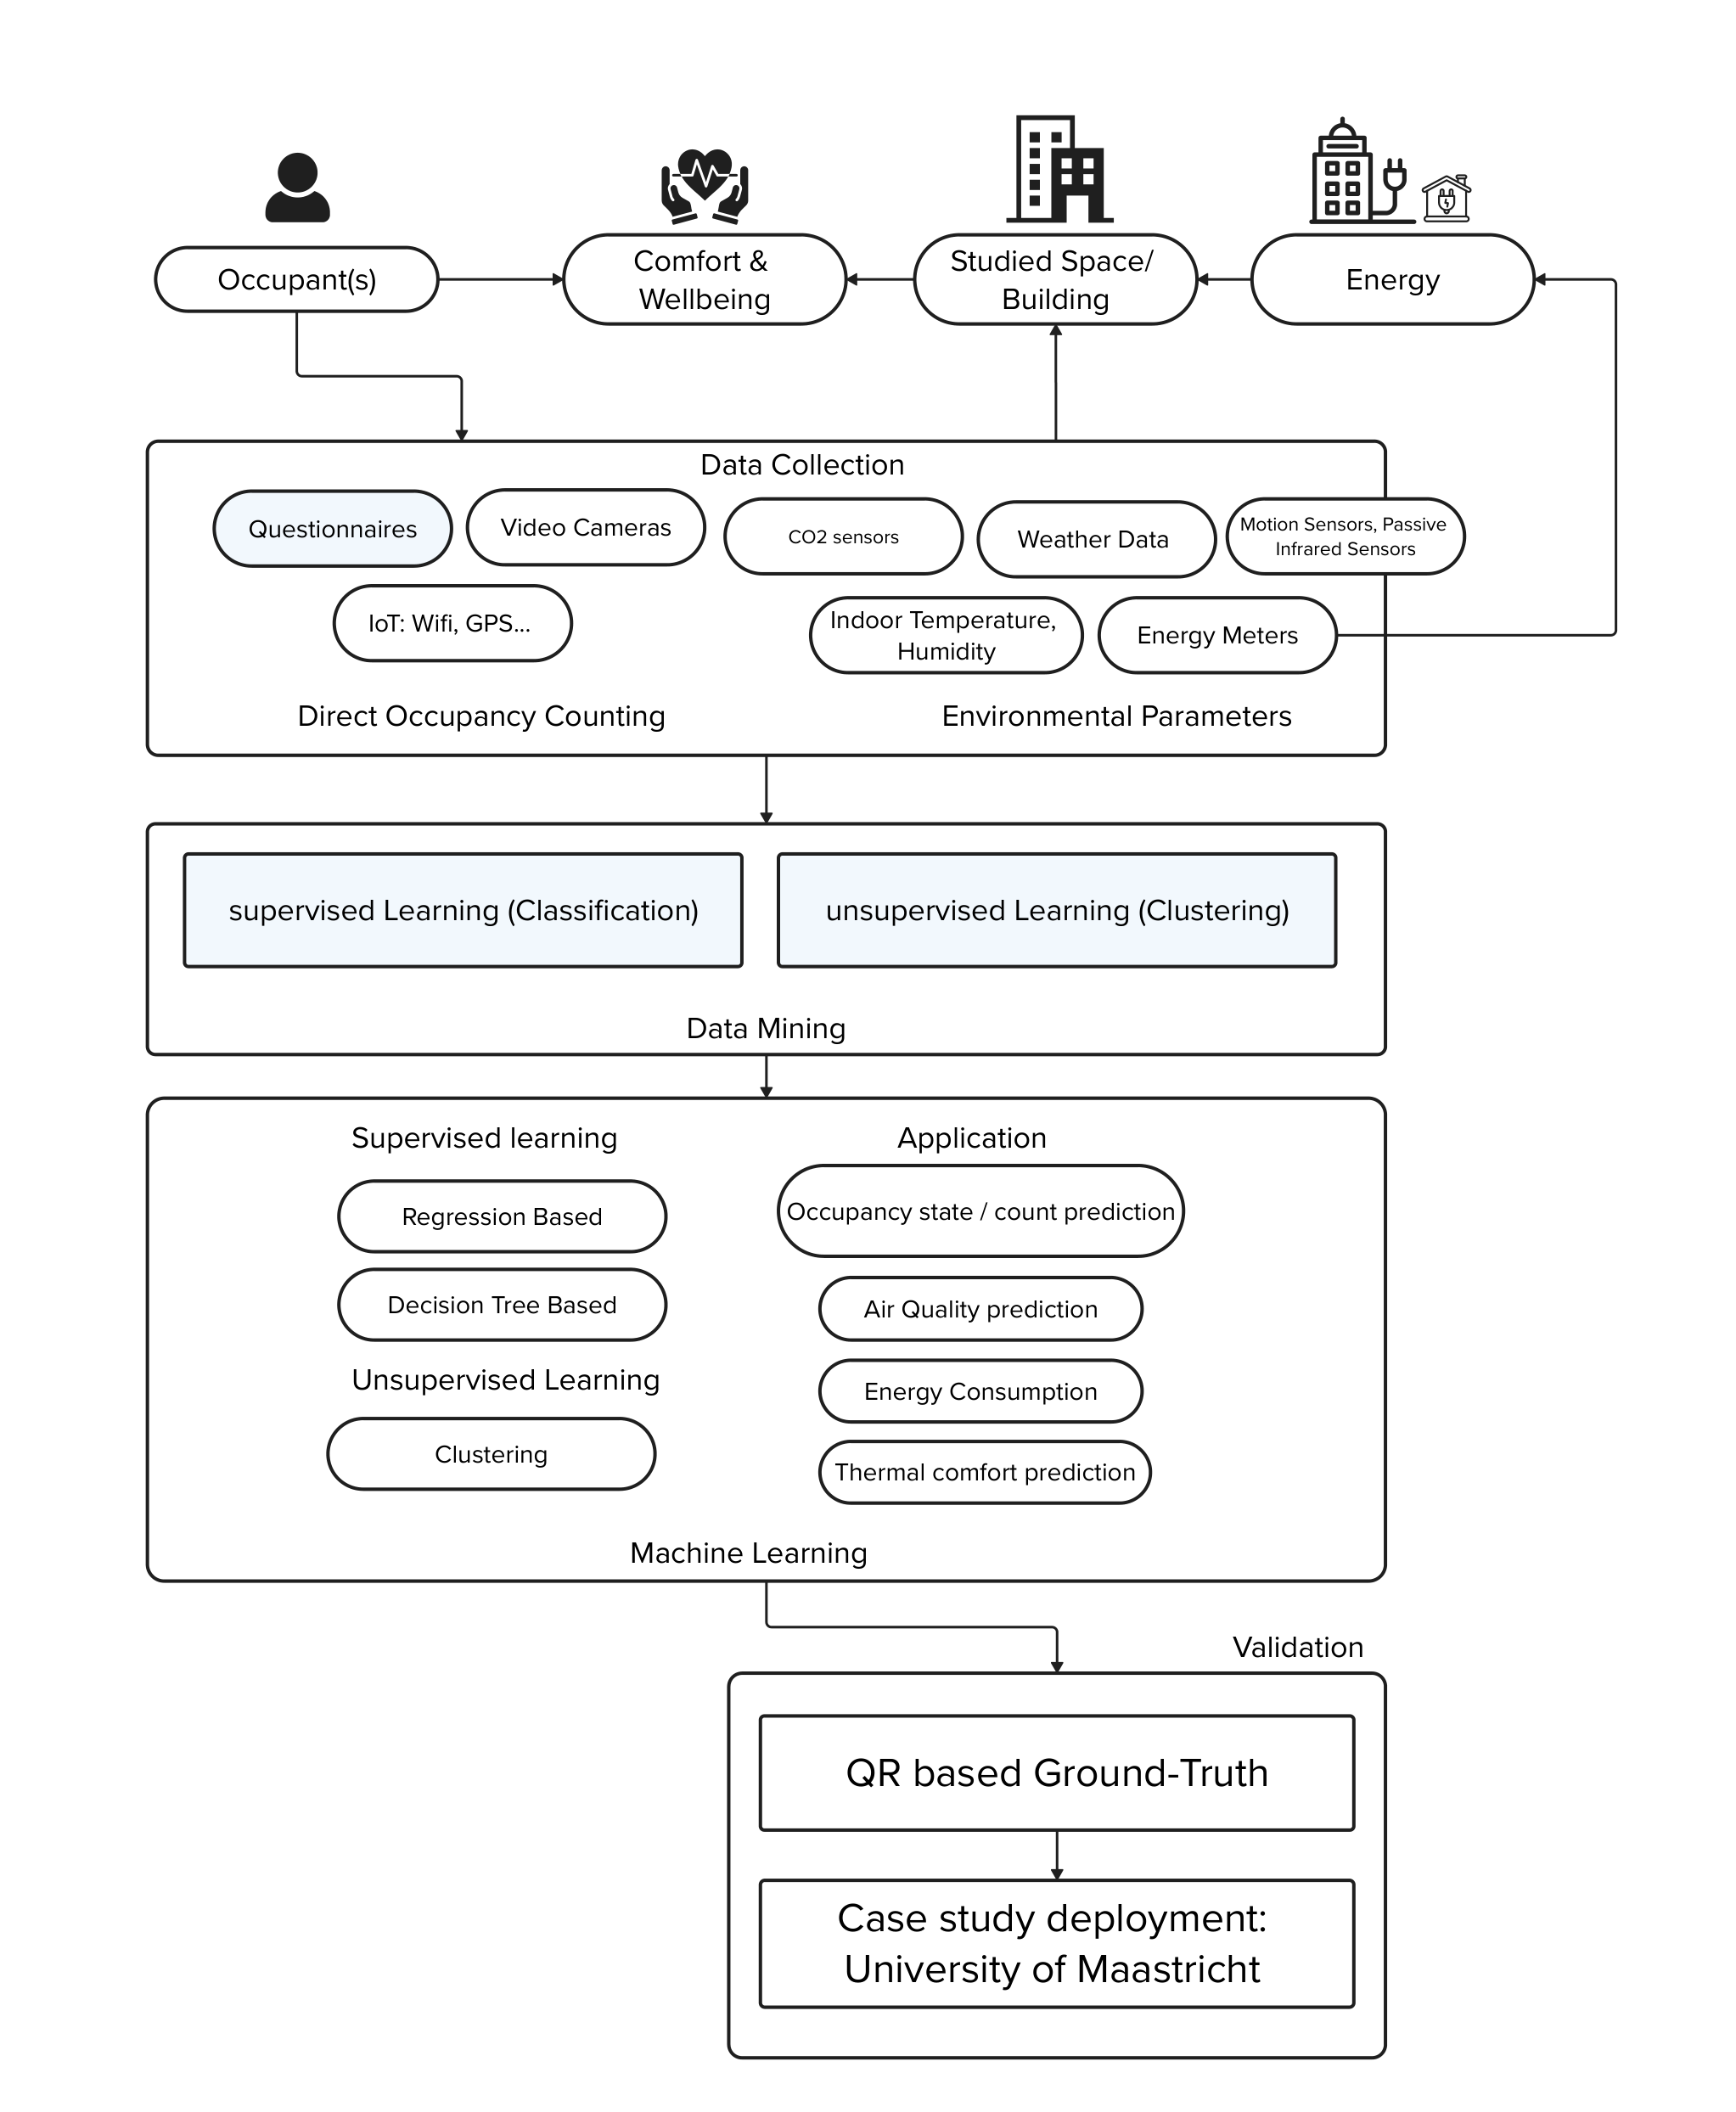 Occupant(s)
Comfort &
Wellbeing
Studied Space/
Building
Energy
Data Collection
Questionnaires
Video Cameras
CO2 sensors
Weather Data
Motion Sensors, Passive
Infrared Sensors
IoT: Wifi, GPS...
Indoor Temperature,
Humidity
Energy Meters
Direct Occupancy Counting
Environmental Parameters
supervised Learning (Classification)
unsupervised Learning (Clustering)
Data Mining
Supervised learning
Regression Based
Decision Tree Based
Unsupervised Learning
Clustering
Application
Occupancy state / count prediction
Air Quality prediction
Energy Consumption
Thermal comfort prediction
Machine Learning
Validation
QR based Ground-Truth
Case study deployment:
University of Maastricht